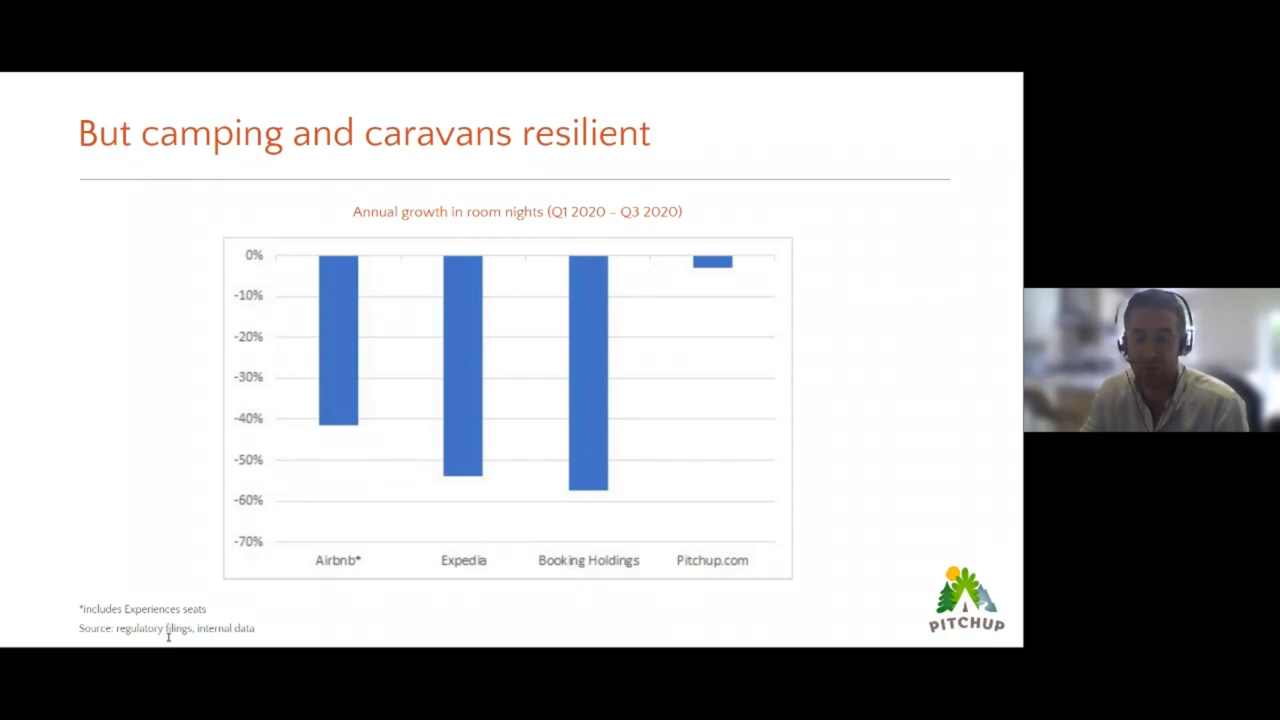 But camping and caravans resilient
Annual growth in room nights (Q1 2020 – Q3 2020)
0%
-10%
-20%
-30%
-40%
-50%
-60%
-70%
Airbnb* Expedia Booking Holdings Pitchup.com
*includes Experiences seats
Source: regulatory filings, internal data
PITCHUP